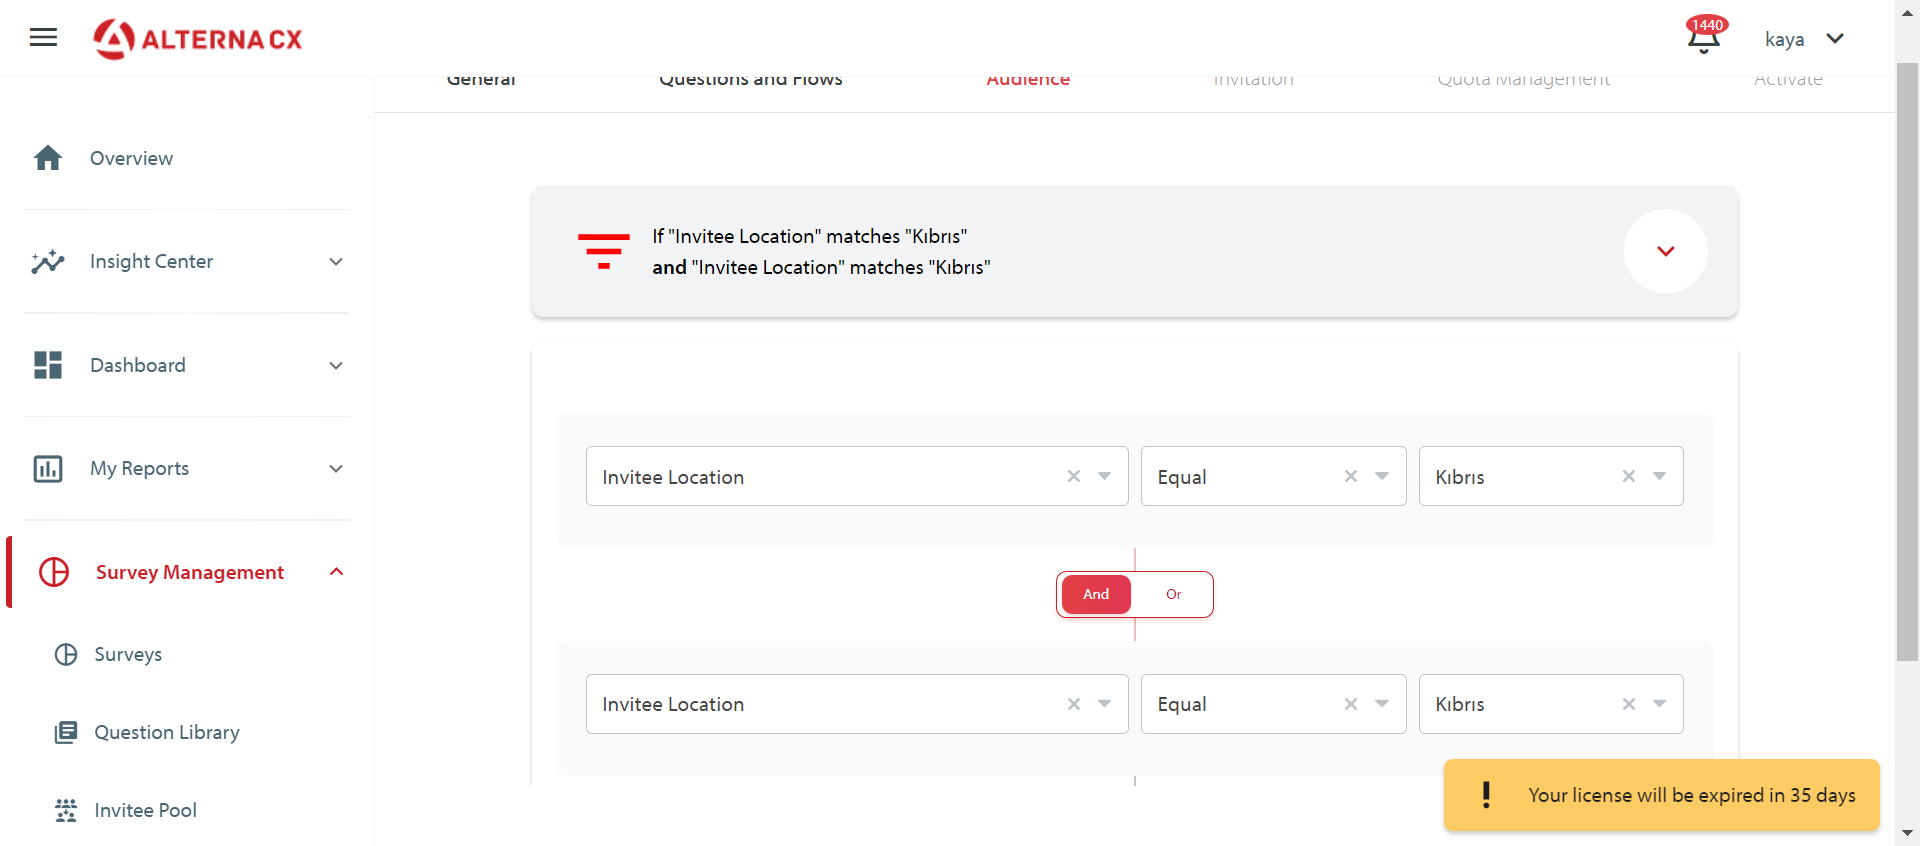 ALTERNA CX
1440
kaya
General
Questions and Flows
Audience
Invitation
Quota Management
Activate
Overview
Insight Center
Dashboard
My Reports
Survey Management
Surveys
Question Library
Invitee Pool
If "Invitee Location" matches "Kıbrıs"
and "Invitee Location" matches "Kıbrıs"
Invitee Location
Equal
Kıbrıs
And
Or
Invitee Location
Equal
Kıbrıs
Your license will be expired in 35 days